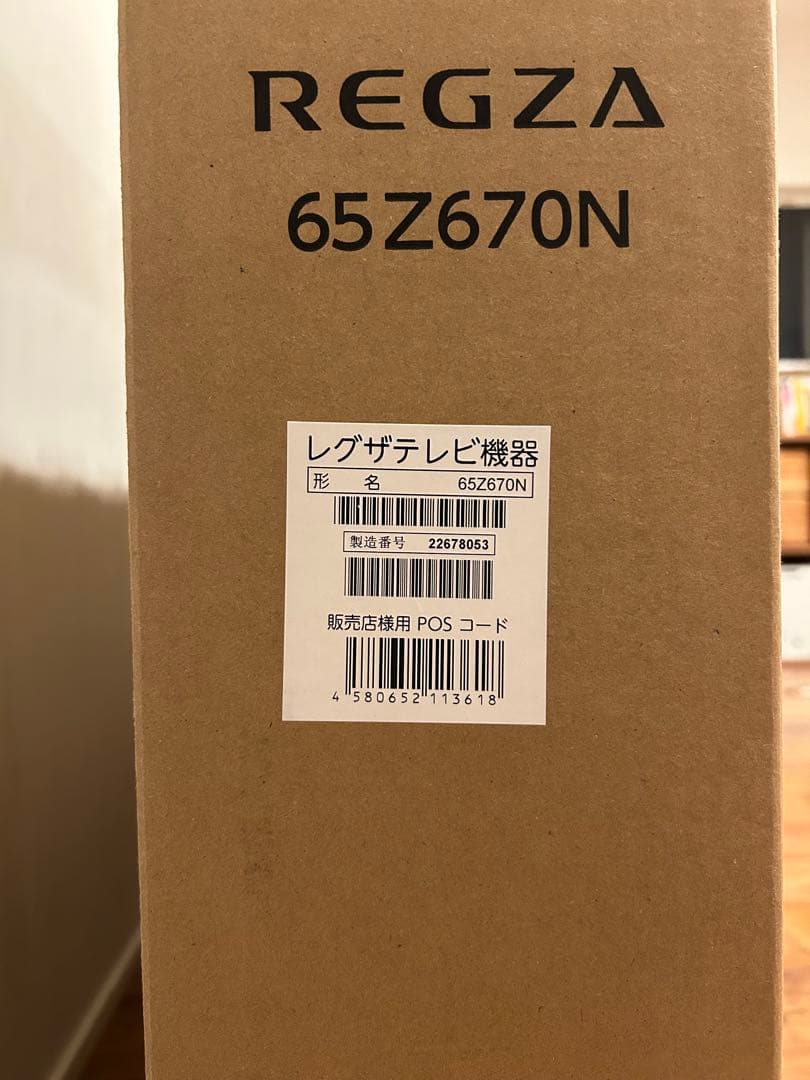 REGZA
65Z670N
レグザテレビ機器
形 名 65Z670N
製造番号 22678053
販売店様用 POS コード
4 580652 113618